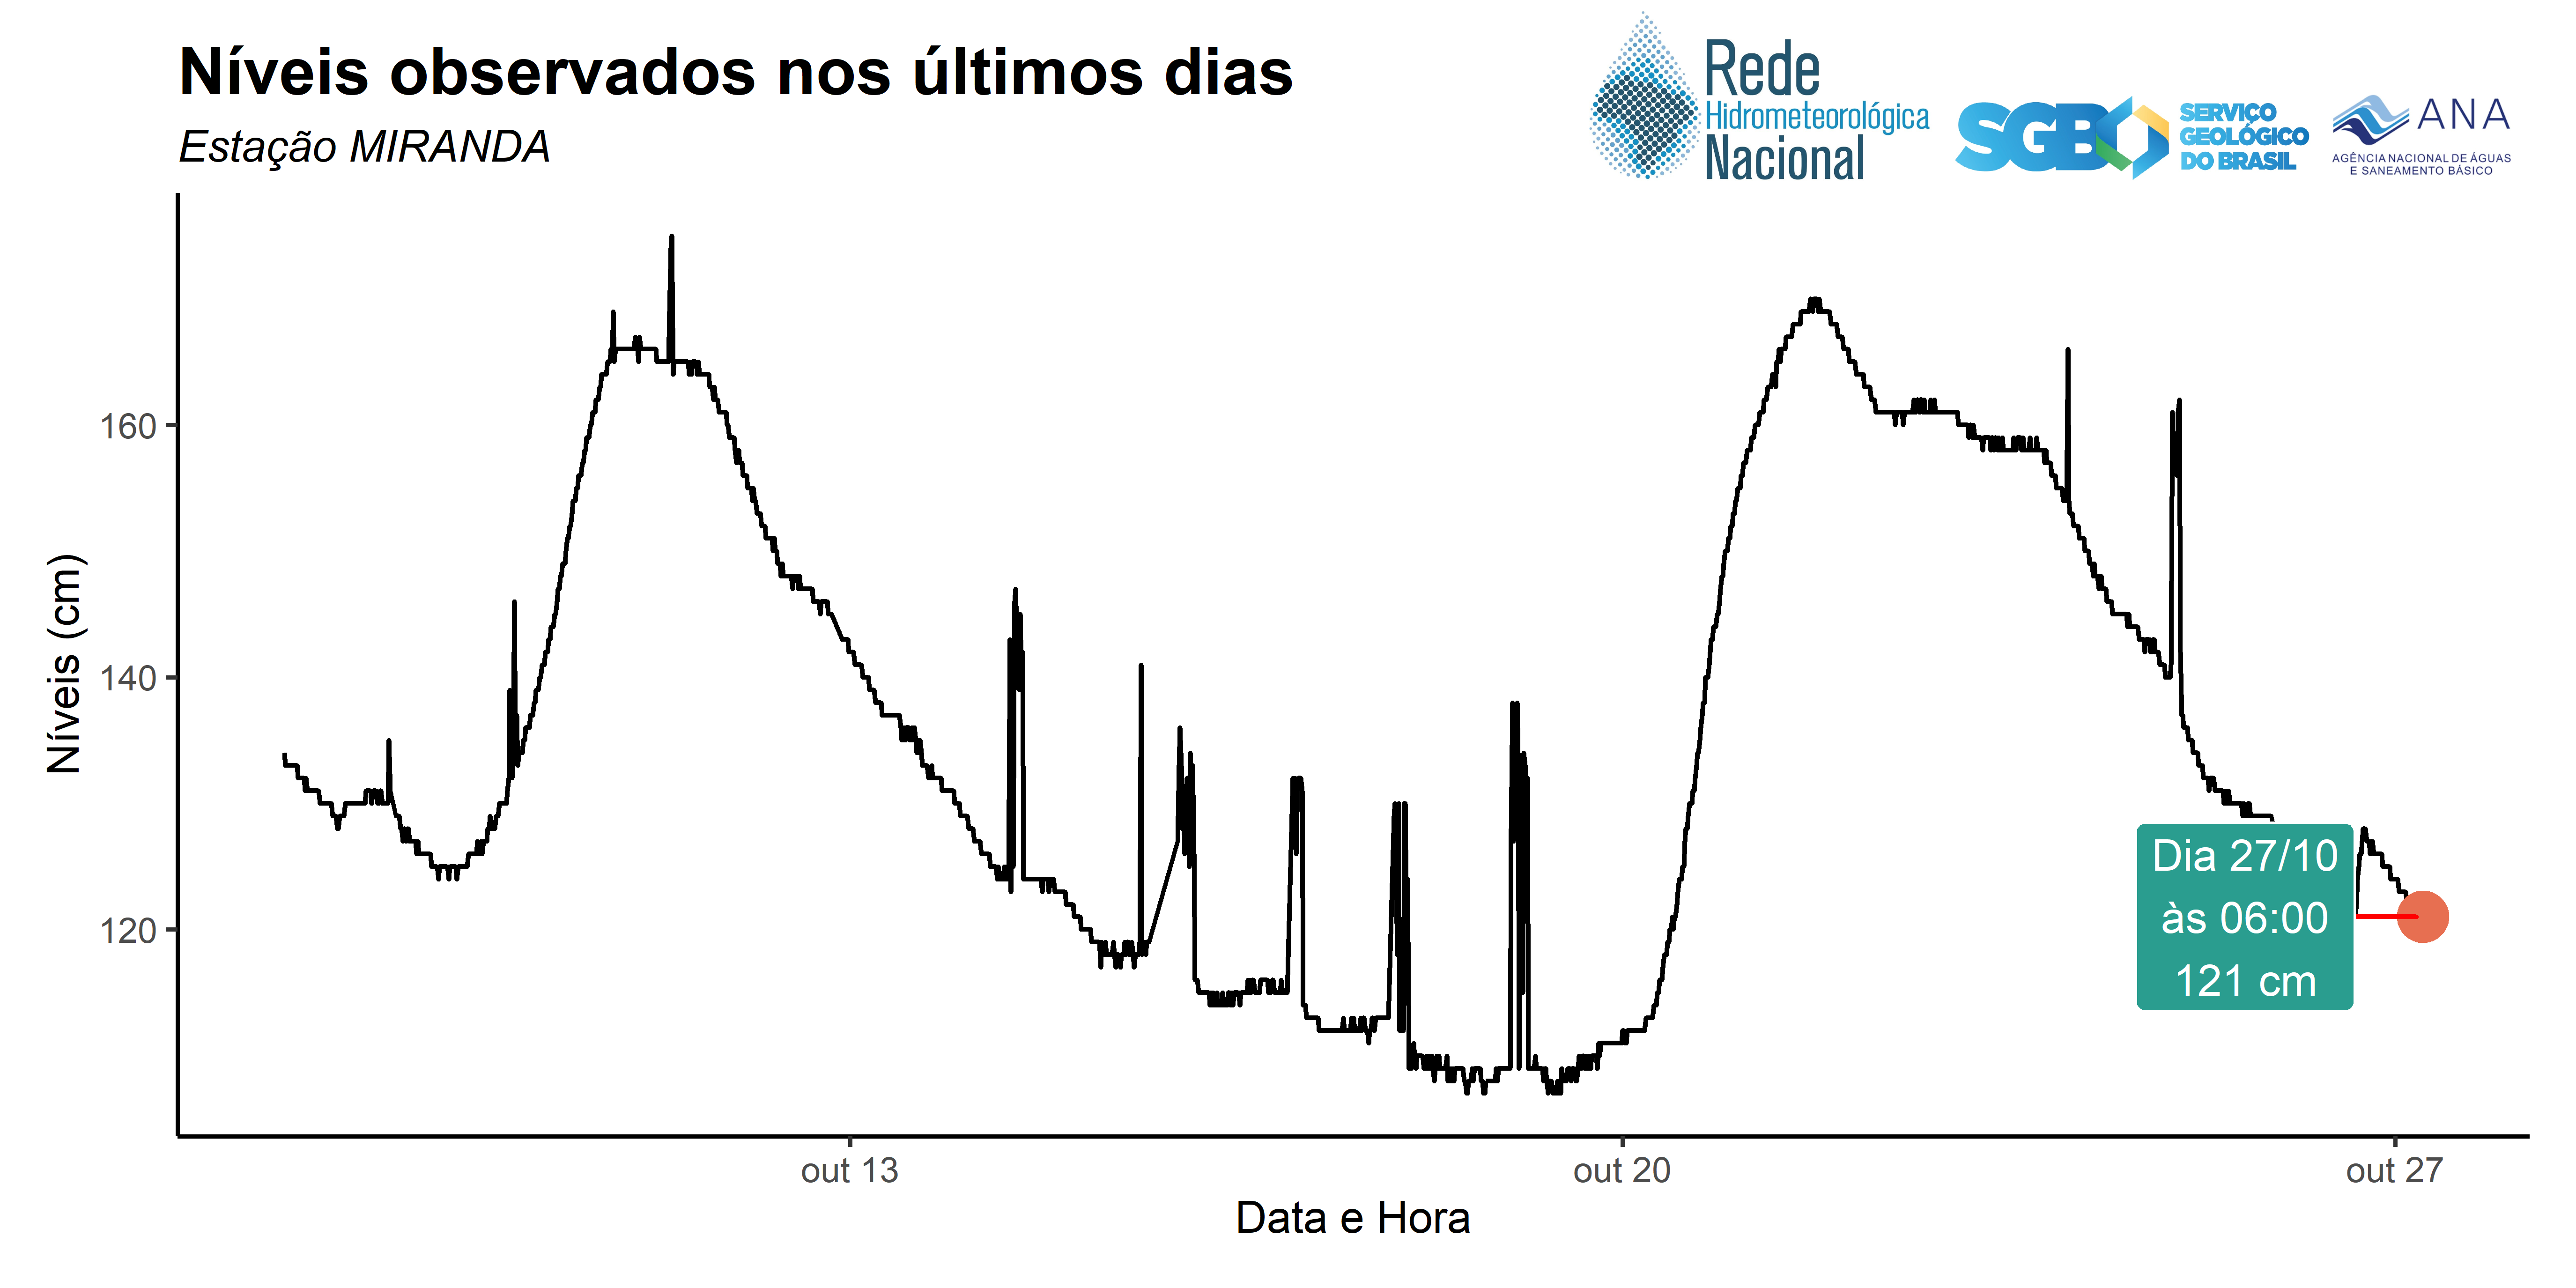 Níveis observados nos últimos dias
Estação MIRANDA
Rede
Hidrometeorológica
Nacional
SGB
SERVIÇO
GEOLÓGICO
DO BRASIL
ANA
AGÊNCIA NACIONAL DE ÁGUAS
E SANEAMENTO BÁSICO
Níveis (cm)
160
140
120
Dia 27/10
às 06:00
121 cm
out 13
out 20
out 27
Data e Hora